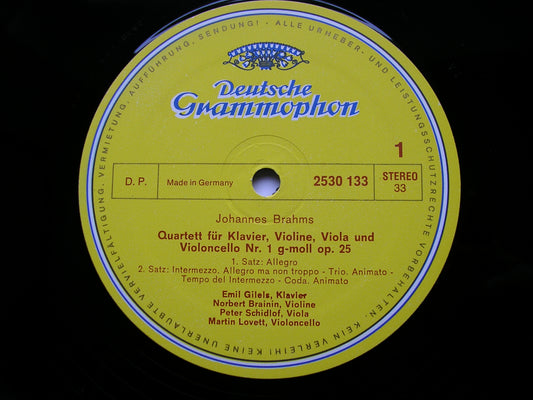 Deutsche
Grammophon
1
D. P.
Made in Germany
2530 133
STEREO
33
Johannes Brahms
Quartett für Klavier, Violine, Viola und
Violoncello Nr. 1 g-moll op. 25
1. Satz: Allegro
2. Satz: Intermezzo. Allegro ma non troppo - Trio. Animato -
Tempo del Intermezzo - Coda. Animato
Emil Gilels, Klavier
Norbert Brainin, Violine
Peter Schidlof, Viola
Martin Lovett, Violoncello
ALLE URHEBER- UND LEISTUNGSSCHUTZRECHTE VORBEHALTEN · KEIN VERLEIH! KEINE UNERLAUBTE VERVIELFÄLTIGUNG, VERMIETUNG, AUFFÜHRUNG, SENDUNG! ·